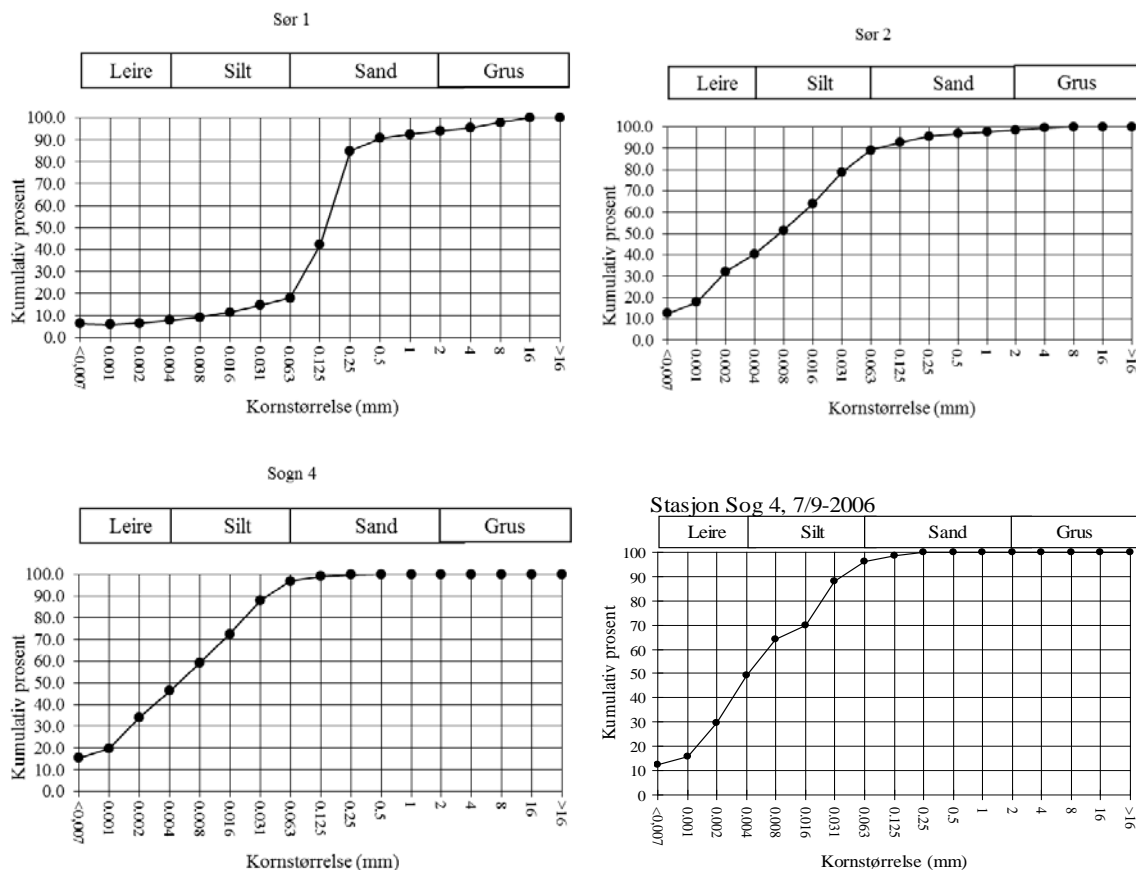 Sør 1
Leire Silt Sand Grus
100.0
90.0
80.0
70.0
60.0
50.0
40.0
30.0
20.0
10.0
0.0
Kumulativ prosent
<0,007 0.001 0.002 0.004 0.008 0.016 0.031 0.063 0.125 0.25 0.5 1 2 4 8 16 >16
Kornstørrelse (mm)
Sør 2
Leire Silt Sand Grus
100.0
90.0
80.0
70.0
60.0
50.0
40.0
30.0
20.0
10.0
0.0
Kumulativ prosent
<0,007 0.001 0.002 0.004 0.008 0.016 0.031 0.063 0.125 0.25 0.5 1 2 4 8 16 >16
Kornstørrelse (mm)
Sogn 4
Leire Silt Sand Grus
100.0
90.0
80.0
70.0
60.0
50.0
40.0
30.0
20.0
10.0
0.0
Kumulativ prosent
<0,007 0.001 0.002 0.004 0.008 0.016 0.031 0.063 0.125 0.25 0.5 1 2 4 8 16 >16
Kornstørrelse (mm)
Stasjon Sog 4, 7/9-2006
Leire Silt Sand Grus
100
90
80
70
60
50
40
30
20
10
0
Kumulativ prosent
<0,007 0.001 0.002 0.004 0.008 0.016 0.031 0.063 0.125 0.25 0.5 1 2 4 8 16 >16
Kornstørrelse (mm)